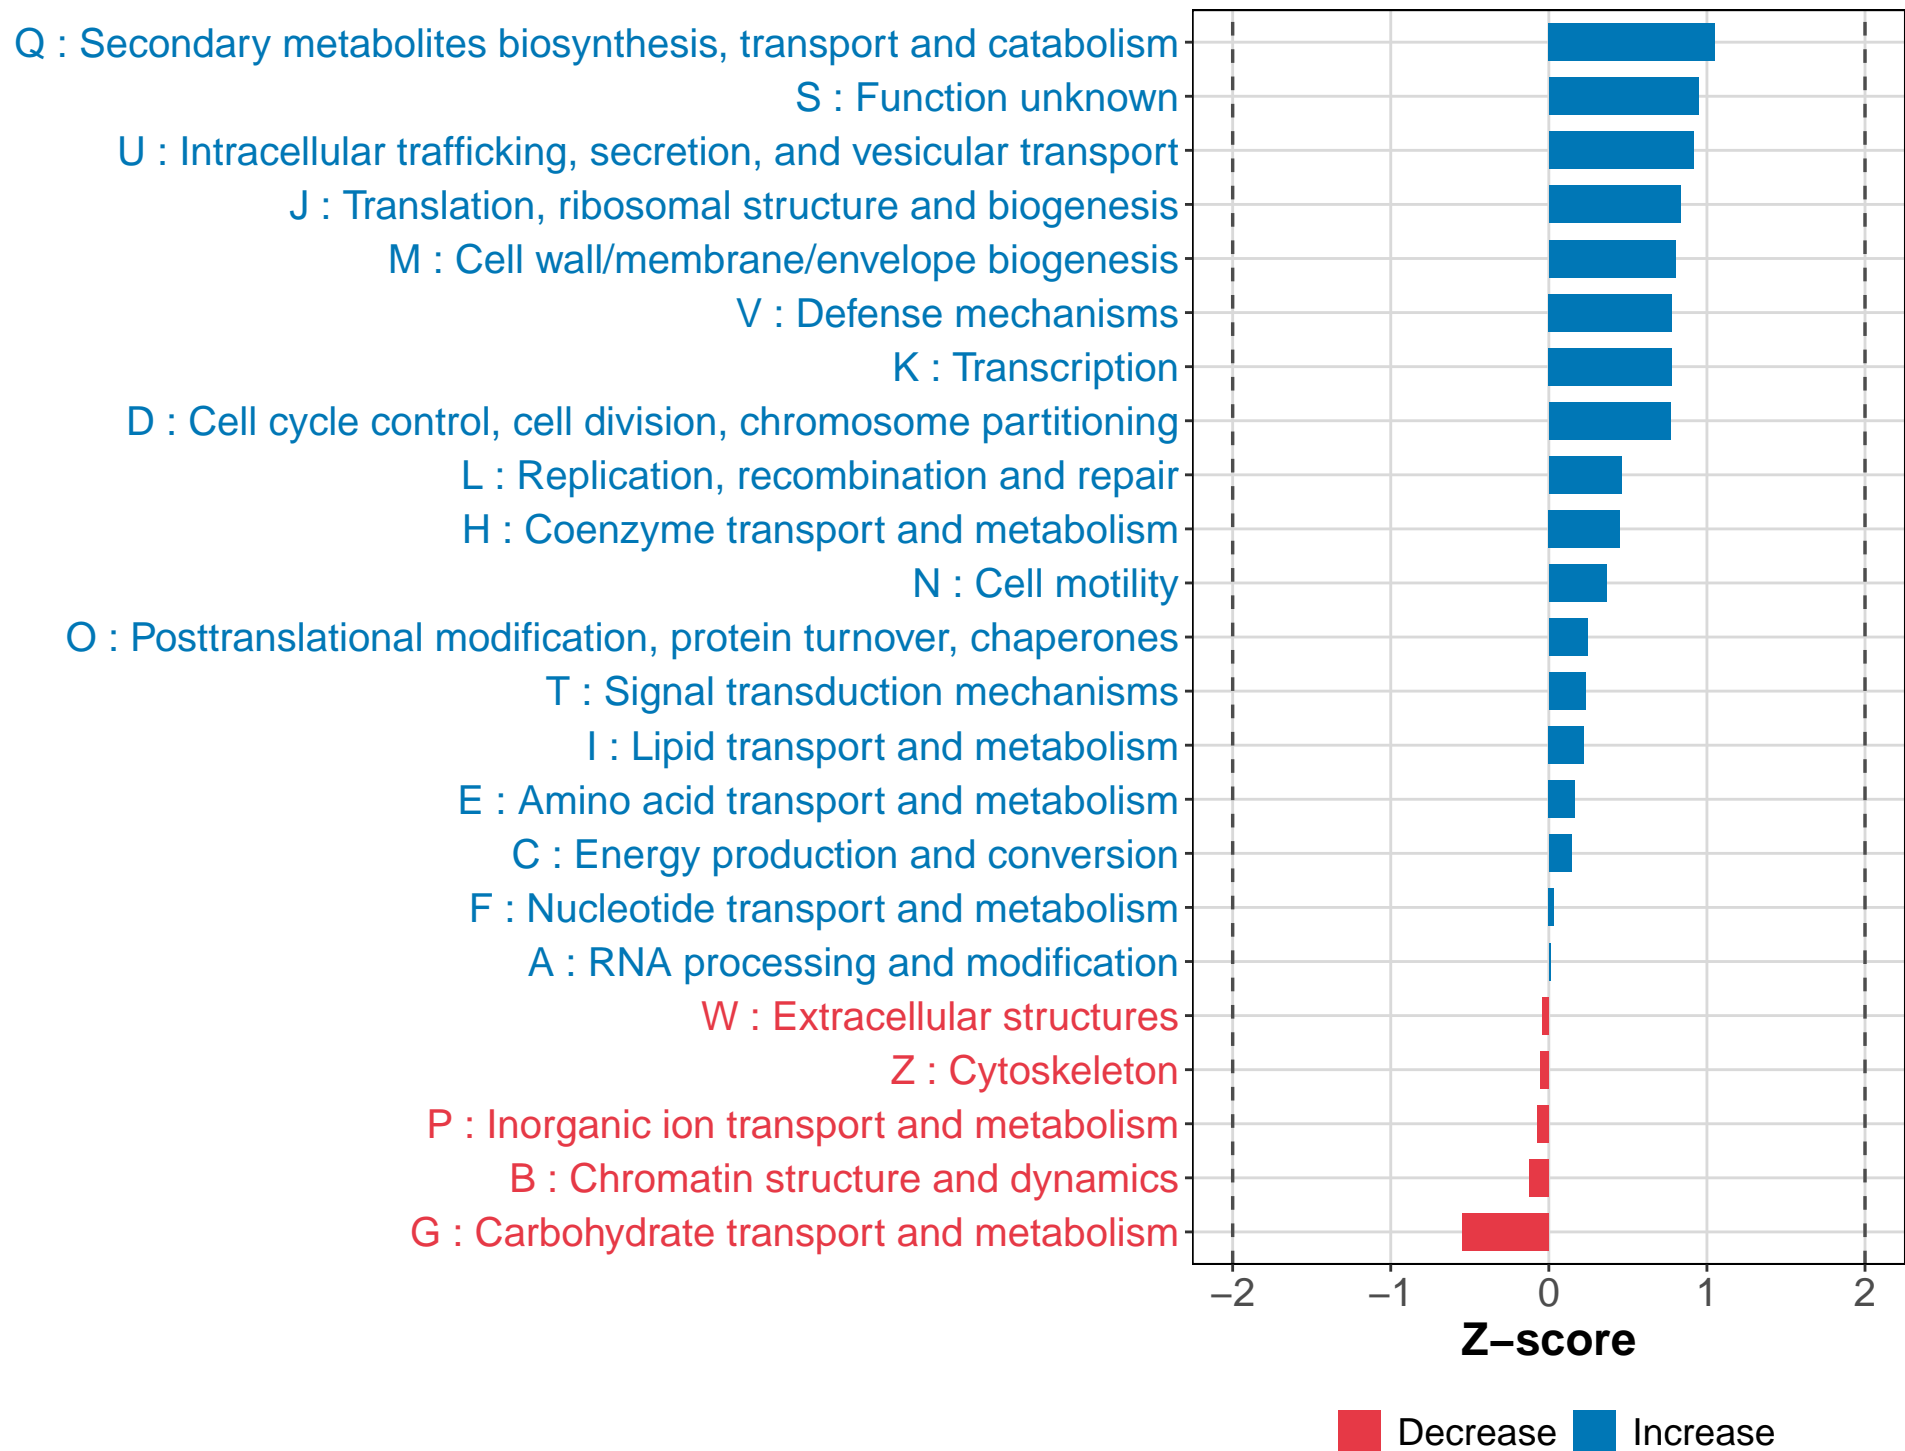 Q : Secondary metabolites biosynthesis, transport and catabolism
S : Function unknown
U : Intracellular trafficking, secretion, and vesicular transport
J : Translation, ribosomal structure and biogenesis
M : Cell wall/membrane/envelope biogenesis
V : Defense mechanisms
K : Transcription
D : Cell cycle control, cell division, chromosome partitioning
L : Replication, recombination and repair
H : Coenzyme transport and metabolism
N : Cell motility
O : Posttranslational modification, protein turnover, chaperones
T : Signal transduction mechanisms
I : Lipid transport and metabolism
E : Amino acid transport and metabolism
C : Energy production and conversion
F : Nucleotide transport and metabolism
A : RNA processing and modification
W : Extracellular structures
Z : Cytoskeleton
P : Inorganic ion transport and metabolism
B : Chromatin structure and dynamics
G : Carbohydrate transport and metabolism
−2 −1 0 1 2
Z−score
Decrease Increase